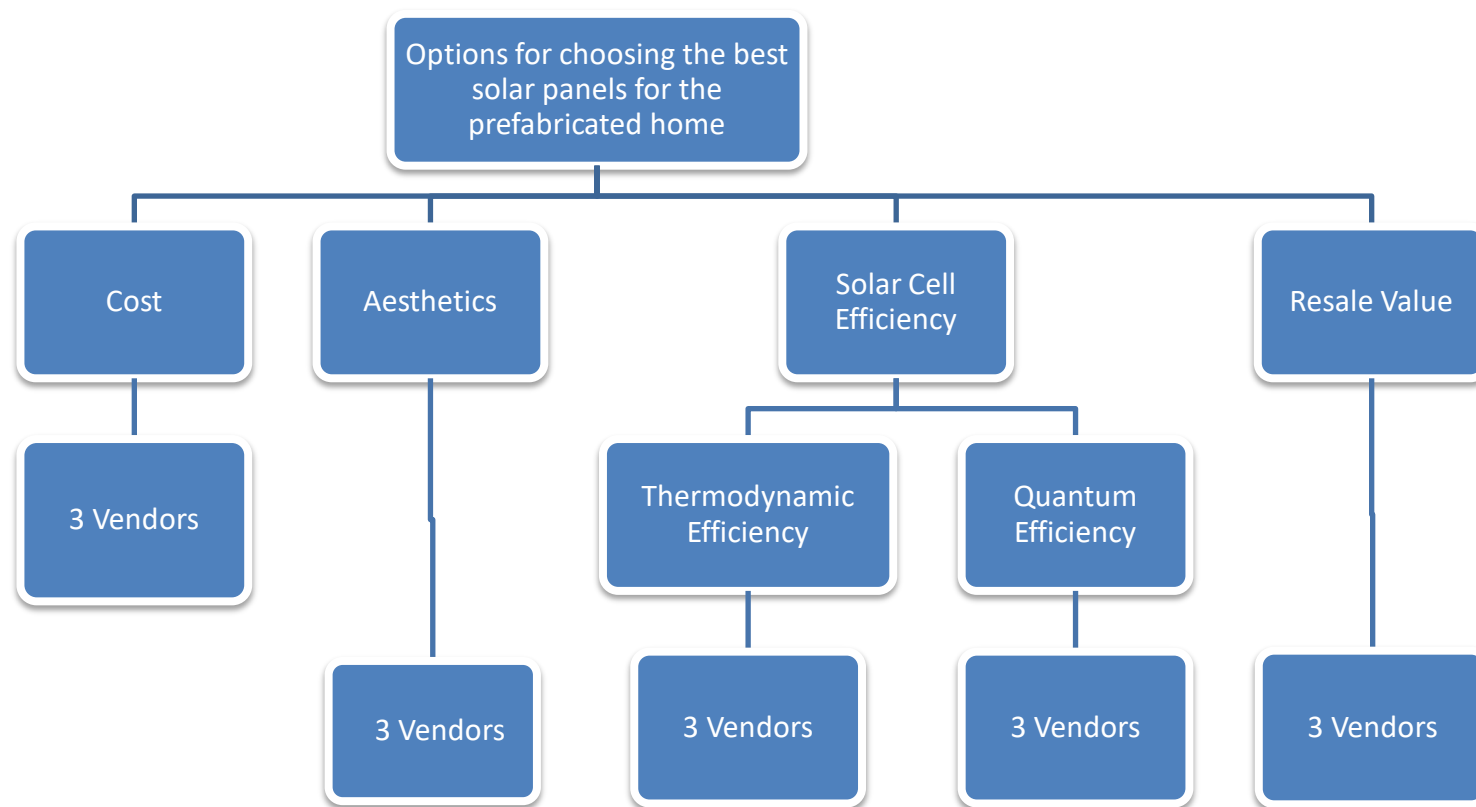 Options for choosing the best
solar panels for the
prefabricated home
Cost
Aesthetics
Solar Cell
Efficiency
Resale Value
3 Vendors
Thermodynamic
Efficiency
Quantum
Efficiency
3 Vendors
3 Vendors
3 Vendors
3 Vendors